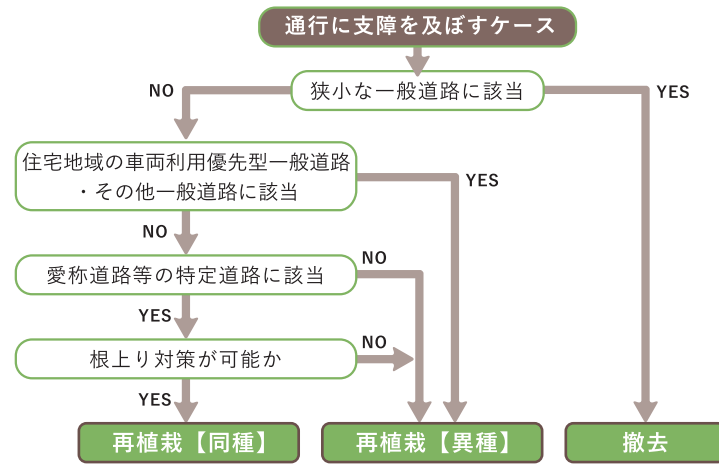 通行に支障を及ぼすケース
狭小な一般道路に該当
NO
YES
住宅地域の車両利用優先型一般道路
・その他一般道路に該当
YES
NO
愛称道路等の特定道路に該当
NO
YES
根上り対策が可能か
NO
YES
再植栽【同種】
再植栽【異種】
撤去